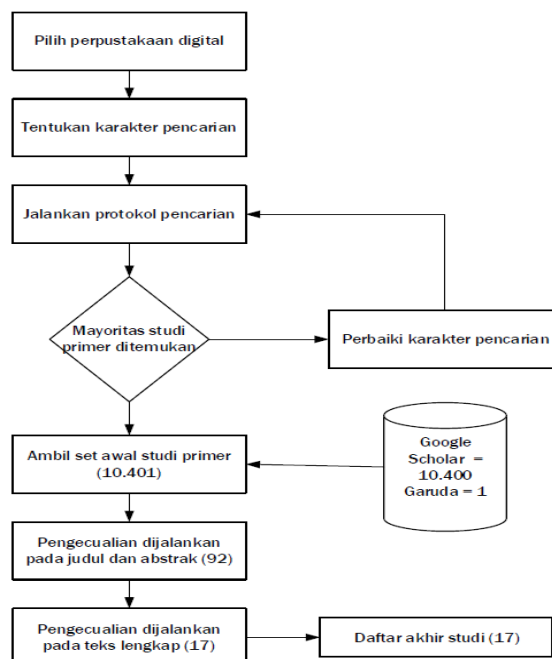 Pilih perpustakaan digital
Tentukan karakter pencarian
Jalankan protokol pencarian
Mayoritas studi
primer ditemukan
Perbaiki karakter pencarian
Ambil set awal studi primer
(10.401)
Google
Scholar =
10.400
Garuda = 1
Pengecualian dijalankan
pada judul dan abstrak (92)
Pengecualian dijalankan
pada teks lengkap (17)
Daftar akhir studi (17)